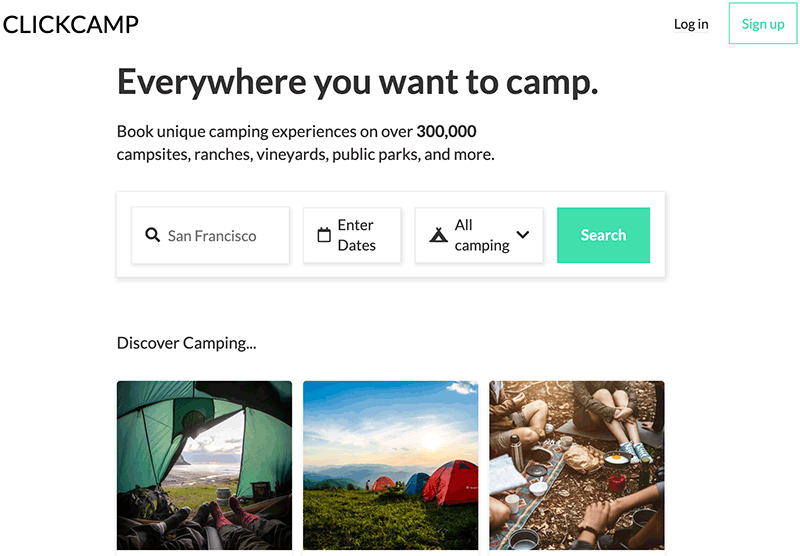 CLICKCAMP
Log in
Sign up
Everywhere you want to camp.
Book unique camping experiences on over 300,000
campsites, ranches, vineyards, public parks, and more.
San Francisco
Enter
Dates
All
camping
Search
Discover Camping...